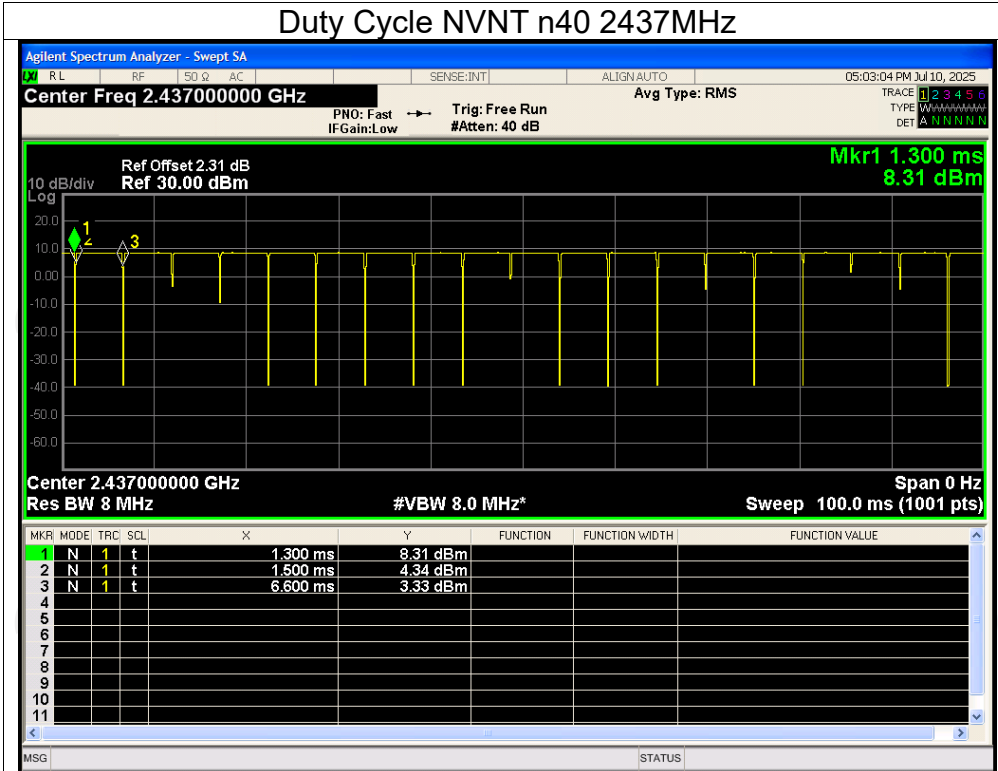 Duty Cycle NVNT n40 2437MHz
Agilent Spectrum Analyzer - Swept SA
LXI RL RF 50 Ω AC SENSE:INT ALIGN AUTO 05:03:04 PM Jul 10, 2025
Center Freq 2.437000000 GHz Avg Type: RMS TRACE 1 2 3 4 5 6
PNO: Fast Trig: Free Run TYPE WWWWWW
IFGain:Low #Atten: 40 dB DET A N N N N N
Mkr1 1.300 ms
8.31 dBm
Ref Offset 2.31 dB
10 dB/div Ref 30.00 dBm
Log
20.0
10.0
0.00
-10.0
-20.0
-30.0
-40.0
-50.0
-60.0
1
2
3
Center 2.437000000 GHz Span 0 Hz
Res BW 8 MHz #VBW 8.0 MHz* Sweep 100.0 ms (1001 pts)
MKR MODE TRC SCL X Y FUNCTION FUNCTION WIDTH FUNCTION VALUE
1 N 1 t 1.300 ms 8.31 dBm
2 N 1 t 1.500 ms 4.34 dBm
3 N 1 t 6.600 ms 3.33 dBm
4
5
6
7
8
9
10
11
MSG STATUS